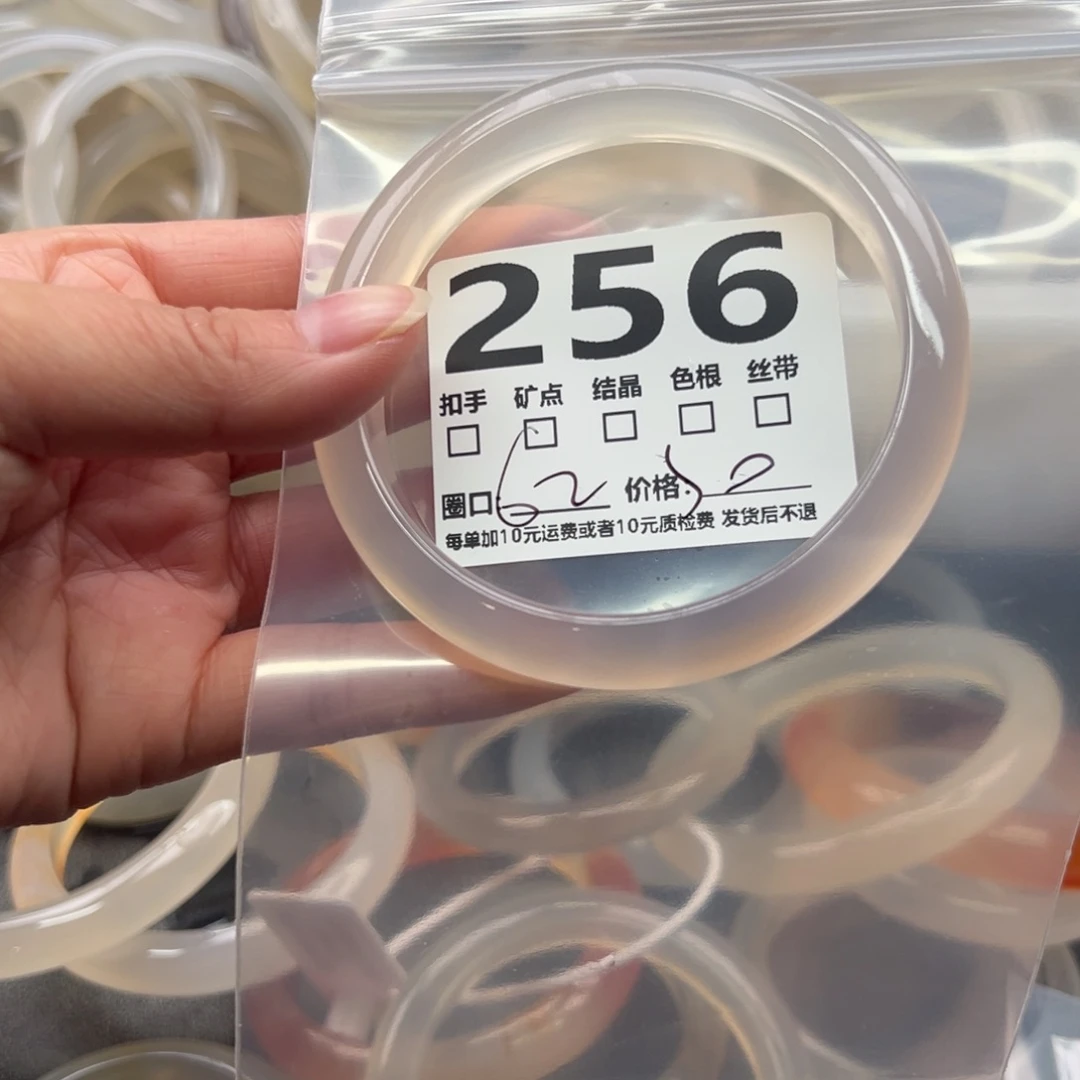 256
扣手 矿点 结晶 色根 丝带
圈口: 62 价格:
每单加10元运费或者10元质检费 发货后不退